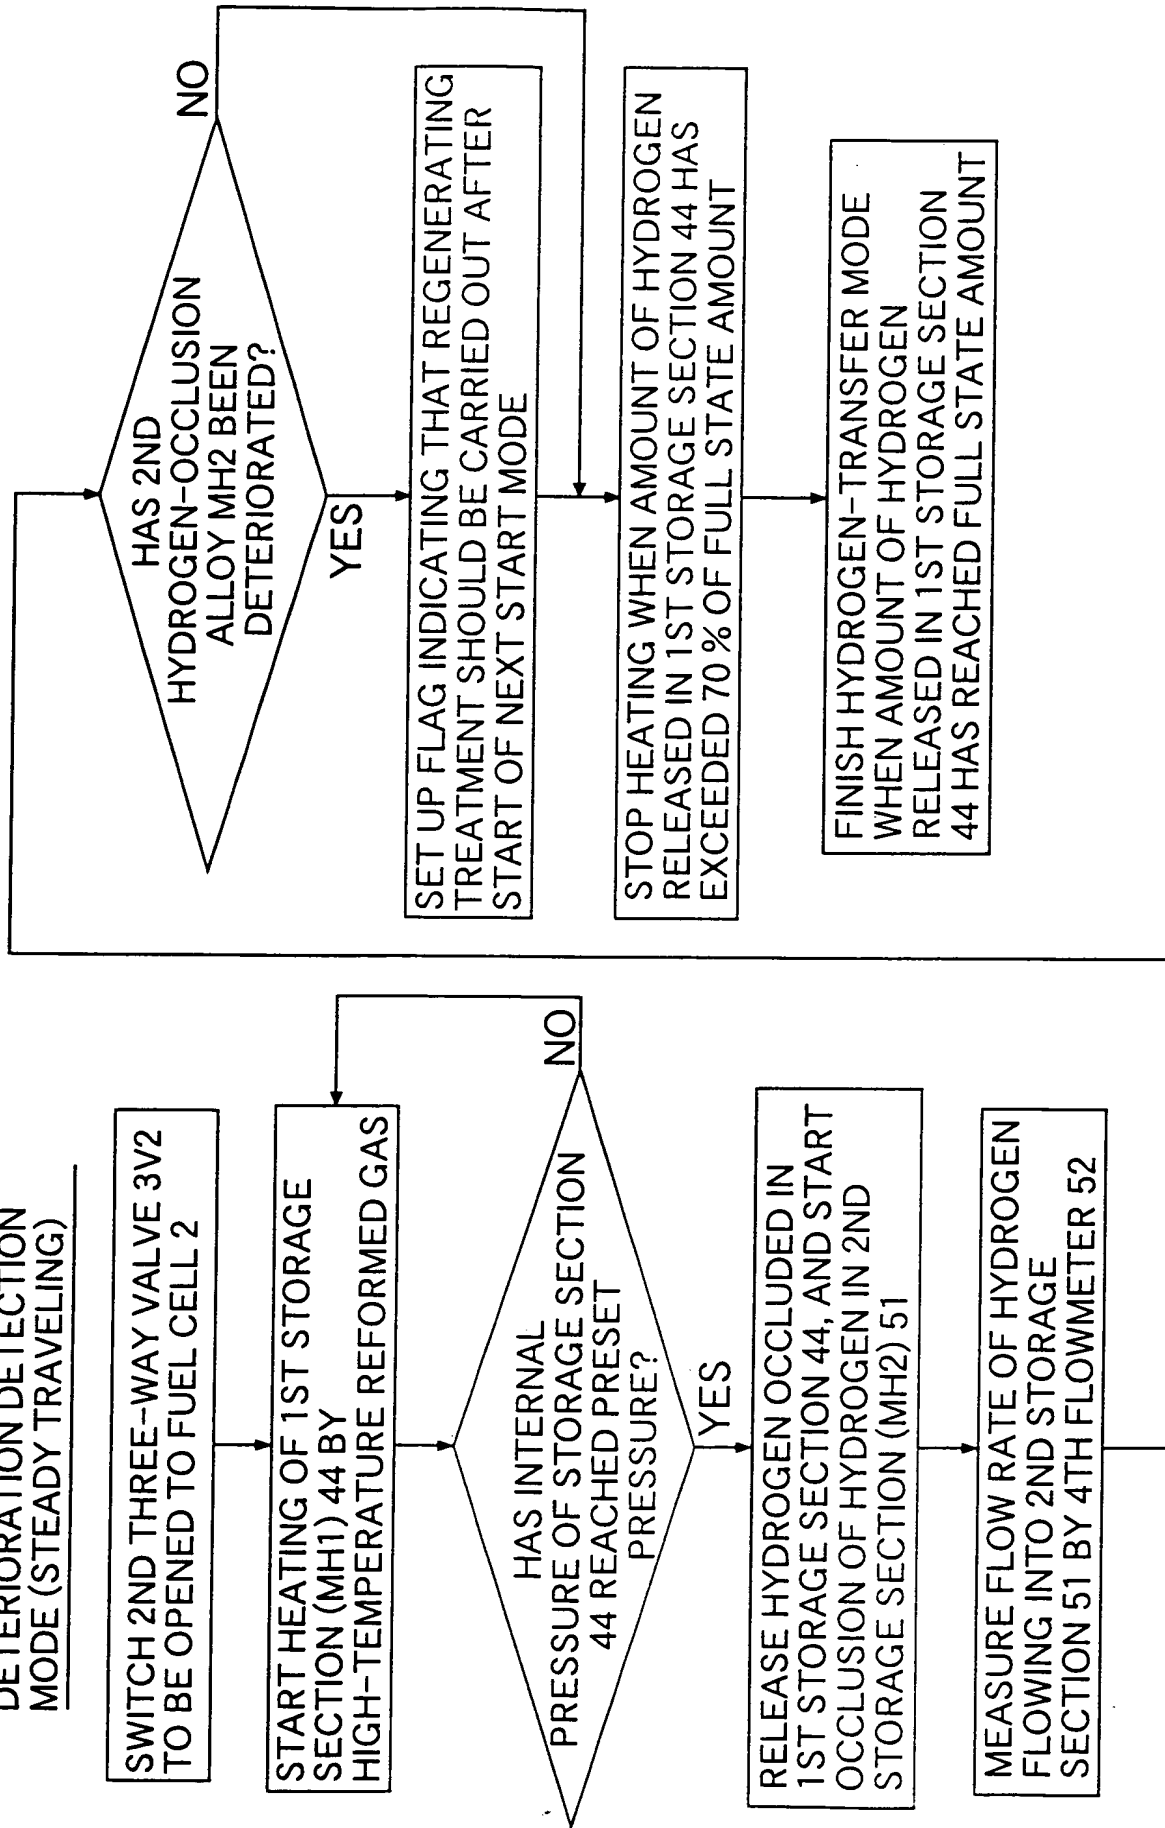 DETERIORATION DETECTION
MODE (STEADY TRAVELING)
SWITCH 2ND THREE-WAY VALVE 3V2
TO BE OPENED TO FUEL CELL 2
START HEATING OF 1ST STORAGE
SECTION (MH1) 44 BY
HIGH-TEMPERATURE REFORMED GAS
HAS INTERNAL
PRESSURE OF STORAGE SECTION
44 REACHED PRESET
PRESSURE?
NO
YES
RELEASE HYDROGEN OCCLUDED IN
1ST STORAGE SECTION 44, AND START
OCCLUSION OF HYDROGEN IN 2ND
STORAGE SECTION (MH2) 51
MEASURE FLOW RATE OF HYDROGEN
FLOWING INTO 2ND STORAGE
SECTION 51 BY 4TH FLOWMETER 52
HAS 2ND
HYDROGEN-OCCLUSION
ALLOY MH2 BEEN
DETERIORATED?
NO
YES
SET UP FLAG INDICATING THAT REGENERATING
TREATMENT SHOULD BE CARRIED OUT AFTER
START OF NEXT START MODE
STOP HEATING WHEN AMOUNT OF HYDROGEN
RELEASED IN 1ST STORAGE SECTION 44 HAS
EXCEEDED 70% OF FULL STATE AMOUNT
FINISH HYDROGEN-TRANSFER MODE
WHEN AMOUNT OF HYDROGEN
RELEASED IN 1ST STORAGE SECTION
44 HAS REACHED FULL STATE AMOUNT